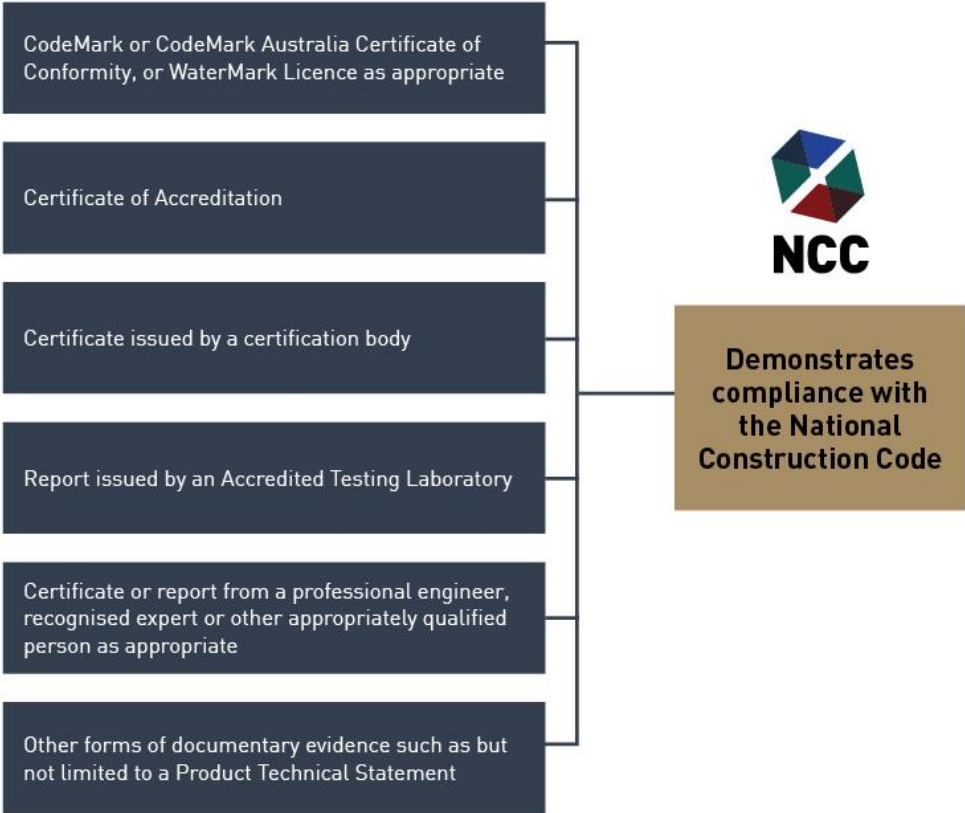 CodeMark or CodeMark Australia Certificate of
Conformity, or WaterMark Licence as appropriate
Certificate of Accreditation
Certificate issued by a certification body
Report issued by an Accredited Testing Laboratory
Certificate or report from a professional engineer,
recognised expert or other appropriately qualified
person as appropriate
Other forms of documentary evidence such as but
not limited to a Product Technical Statement
NCC
Demonstrates
compliance with
the National
Construction Code